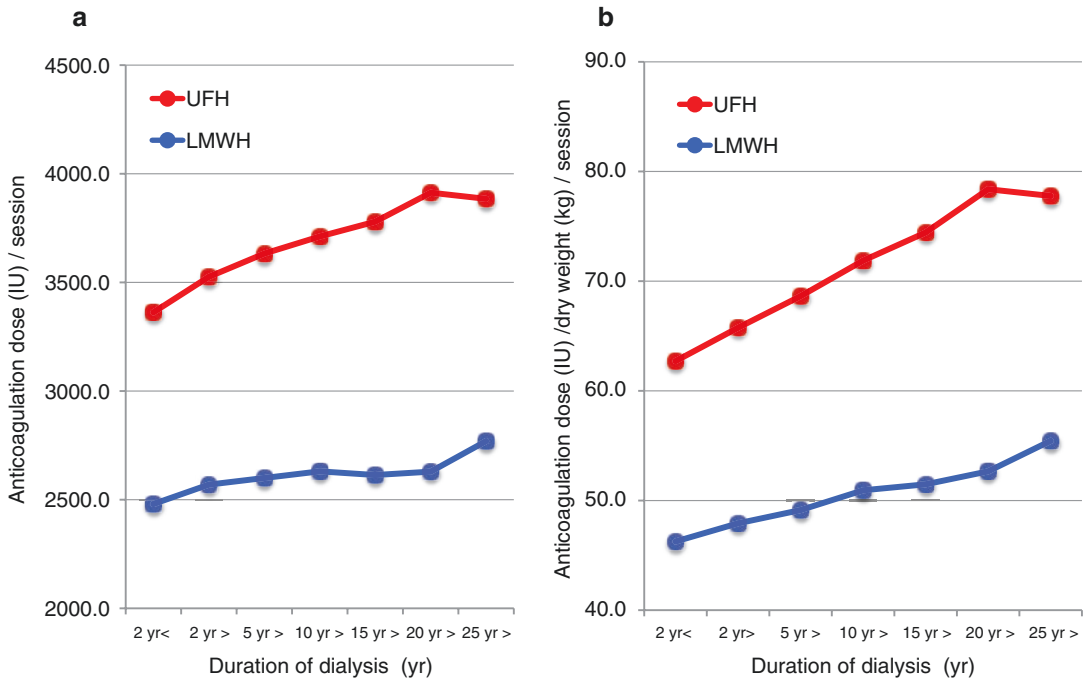 a
Anticoagulation dose (IU) / session
4500.0
4000.0
3500.0
3000.0
2500.0
2000.0
UFH
LMWH
2 yr< 2 yr > 5 yr > 10 yr > 15 yr > 20 yr > 25 yr >
Duration of dialysis (yr)
b
Anticoagulation dose (IU) /dry weight (kg) / session
90.0
80.0
70.0
60.0
50.0
40.0
UFH
LMWH
2 yr< 2 yr> 5 yr > 10 yr > 15 yr > 20 yr > 25 yr >
Duration of dialysis (yr)